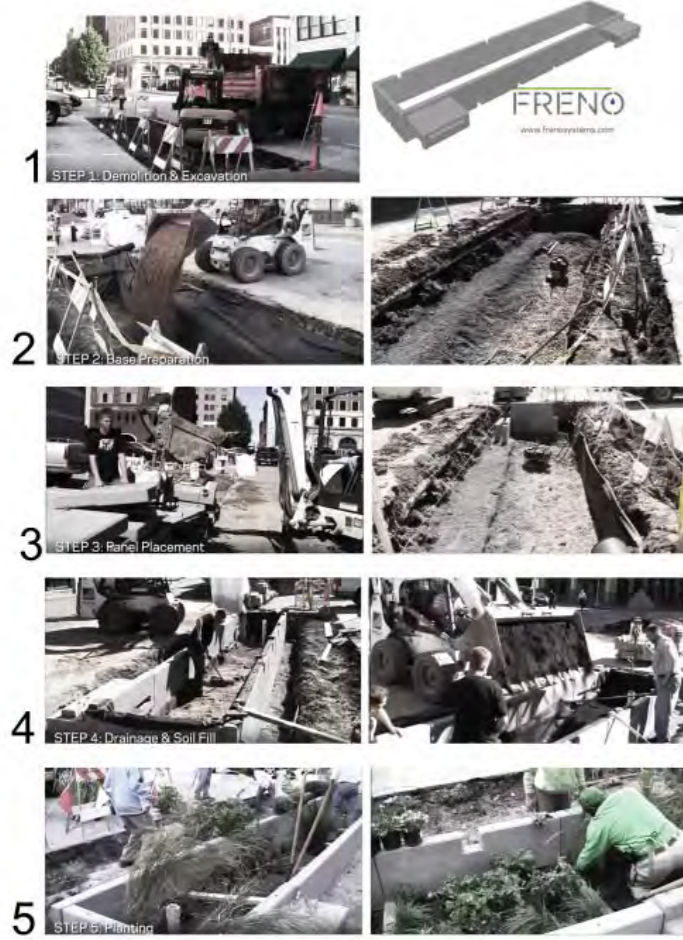 FRENO
www.frenosystems.com
1
STEP 1: Demolition & Excavation
2
STEP 2: Base Preparation
3
STEP 3: Panel Placement
4
STEP 4: Drainage & Soil Fill
5
STEP 5: Planting